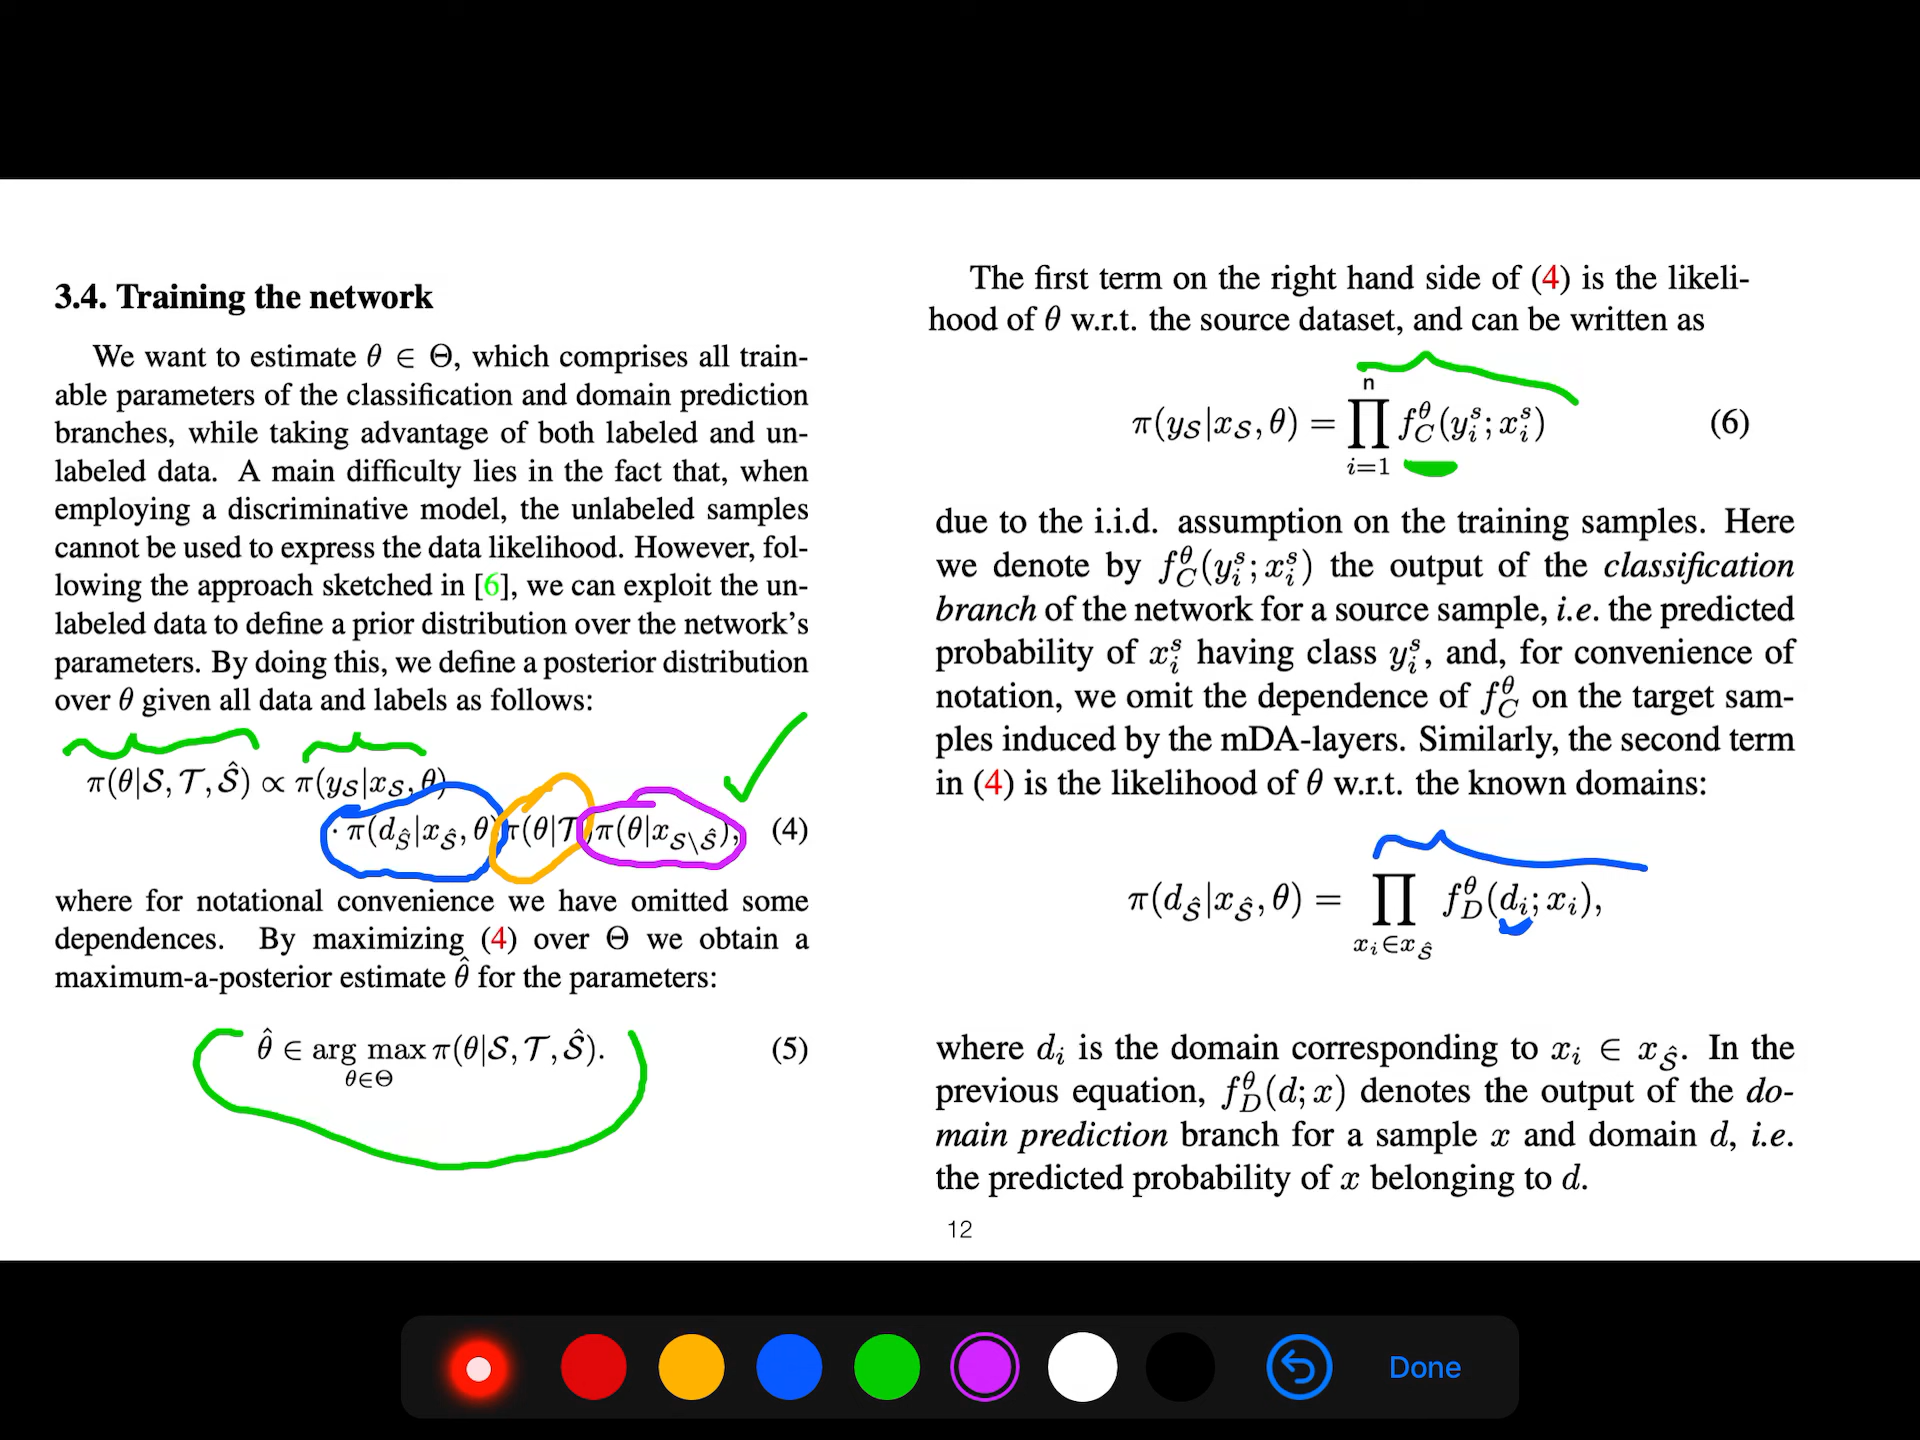 3.4. Training the network
We want to estimate θ ∈ Θ, which comprises all train-
able parameters of the classification and domain prediction
branches, while taking advantage of both labeled and un-
labeled data. A main difficulty lies in the fact that, when
employing a discriminative model, the unlabeled samples
cannot be used to express the data likelihood. However, fol-
lowing the approach sketched in [6], we can exploit the un-
labeled data to define a prior distribution over the network's
parameters. By doing this, we define a posterior distribution
over θ given all data and labels as follows:
π(θ|𝒮, 𝒯, 𝒮̂) ∝ π(y_𝒮|x_𝒮, θ)
· π(d_𝒮̂|x_𝒮̂, θ)π(θ|𝒯)π(θ|x_{𝒮\𝒮̂}), (4)
where for notational convenience we have omitted some
dependences. By maximizing (4) over Θ we obtain a
maximum-a-posterior estimate θ̂ for the parameters:
θ̂ ∈ arg max π(θ|𝒮, 𝒯, 𝒮̂). (5)
θ∈Θ
The first term on the right hand side of (4) is the likeli-
hood of θ w.r.t. the source dataset, and can be written as
n
π(y_𝒮|x_𝒮, θ) = ∏ f_C^θ(y_i^s; x_i^s) (6)
i=1
due to the i.i.d. assumption on the training samples. Here
we denote by f_C^θ(y_i^s; x_i^s) the output of the classification
branch of the network for a source sample, i.e. the predicted
probability of x_i^s having class y_i^s, and, for convenience of
notation, we omit the dependence of f_C^θ on the target sam-
ples induced by the mDA-layers. Similarly, the second term
in (4) is the likelihood of θ w.r.t. the known domains:
π(d_𝒮̂|x_𝒮̂, θ) = ∏ f_D^θ(d_i; x_i),
x_i∈x_𝒮̂
where d_i is the domain corresponding to x_i ∈ x_𝒮̂. In the
previous equation, f_D^θ(d; x) denotes the output of the do-
main prediction branch for a sample x and domain d, i.e.
the predicted probability of x belonging to d.
12
Done